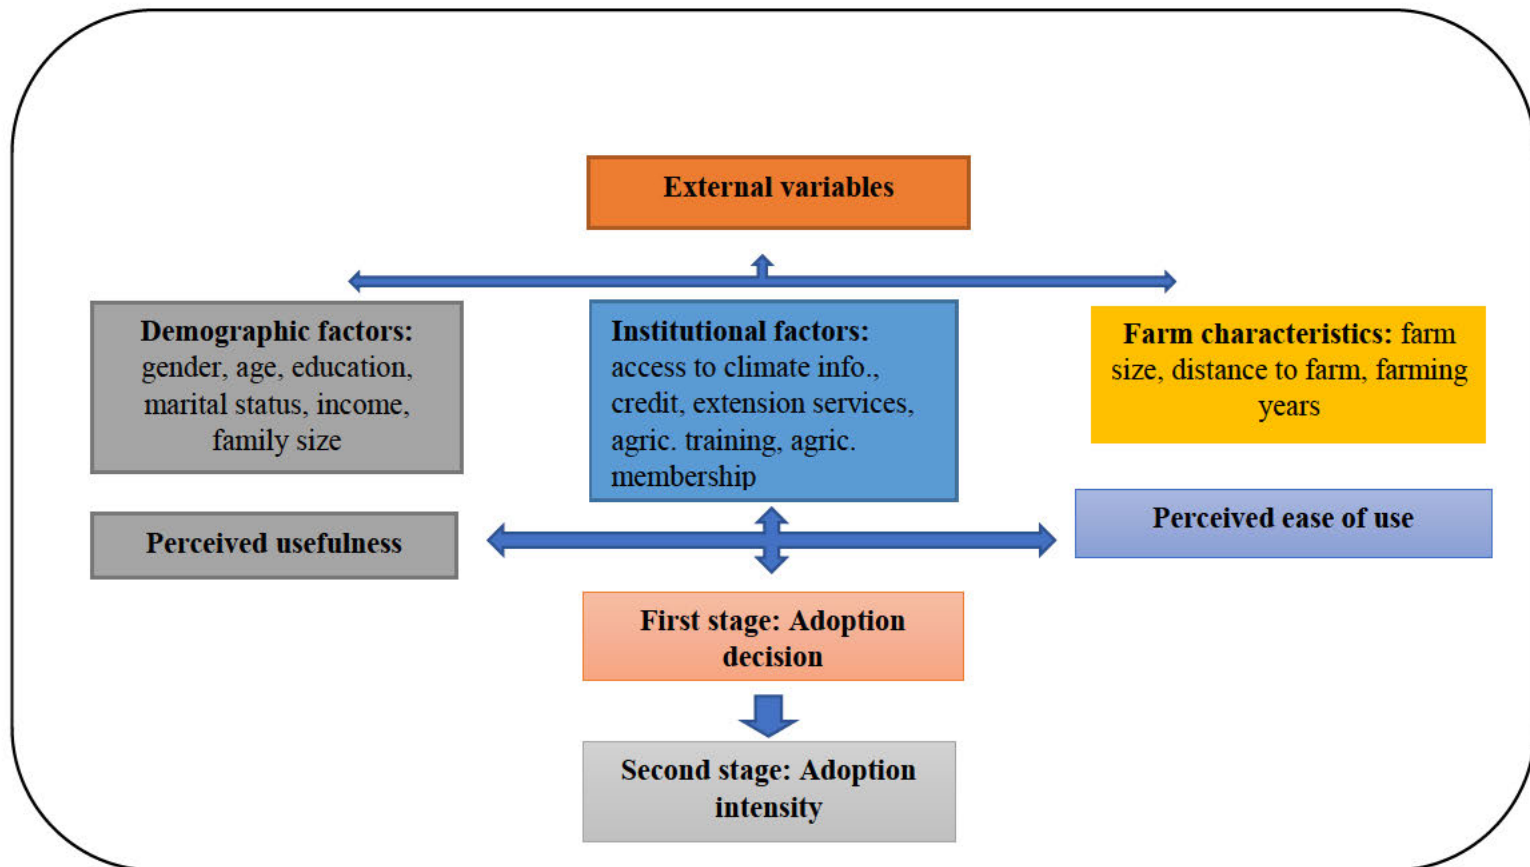 External variables
Demographic factors:
gender, age, education,
marital status, income,
family size
Institutional factors:
access to climate info.,
credit, extension services,
agric. training, agric.
membership
Farm characteristics: farm
size, distance to farm, farming
years
Perceived usefulness
Perceived ease of use
First stage: Adoption
decision
Second stage: Adoption
intensity